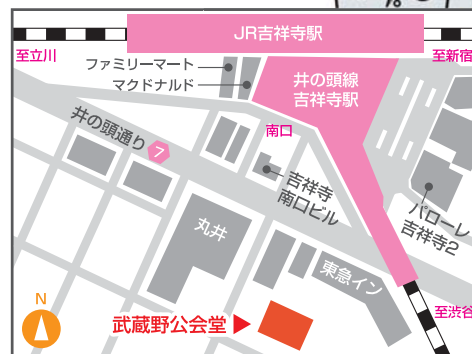 JR吉祥寺駅
至立川
至新宿
ファミリーマート
マクドナルド
井の頭線
吉祥寺駅
南口
井の頭通り
7
吉祥寺
南口ビル
パローレ
吉祥寺2
丸井
東急イン
至渋谷
N
武蔵野公会堂